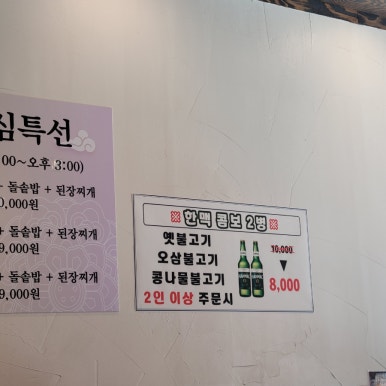 심특선
:00~오후 3:00)
+ 돌솥밥 + 된장찌개
0,000원
+ 돌솥밥 + 된장찌개
9,000원
+ 돌솥밥 + 된장찌개
9,000원
※ 한맥 콤보 2병 ※
옛불고기
오삼불고기
콩나물불고기
2인 이상 주문시
10,000
▼
8,000